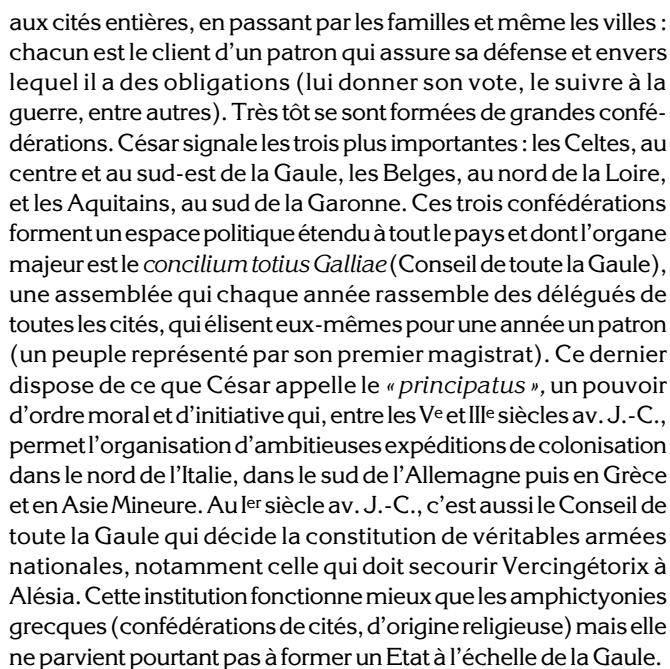 aux cités entières, en passant par les familles et même les villes :
chacun est le client d’un patron qui assure sa défense et envers
lequel il a des obligations (lui donner son vote, le suivre à la
guerre, entre autres). Très tôt se sont formées de grandes confé-
dérations. César signale les trois plus importantes : les Celtes, au
centre et au sud-est de la Gaule, les Belges, au nord de la Loire,
et les Aquitains, au sud de la Garonne. Ces trois confédérations
forment un espace politique étendu à tout le pays et dont l’organe
majeur est le concilium totius Galliae (Conseil de toute la Gaule),
une assemblée qui chaque année rassemble des délégués de
toutes les cités, qui élisent eux-mêmes pour une année un patron
(un peuple représenté par son premier magistrat). Ce dernier
dispose de ce que César appelle le « principatus », un pouvoir
d’ordre moral et d’initiative qui, entre les Ve et IIIe siècles av. J.-C.,
permet l’organisation d’ambitieuses expéditions de colonisation
dans le nord de l’Italie, dans le sud de l’Allemagne puis en Grèce
et en Asie Mineure. Au Ier siècle av. J.-C., c’est aussi le Conseil de
toute la Gaule qui décide la constitution de véritables armées
nationales, notamment celle qui doit secourir Vercingétorix à
Alésia. Cette institution fonctionne mieux que les amphictyonies
grecques (confédérations de cités, d’origine religieuse) mais elle
ne parvient pourtant pas à former un Etat à l’échelle de la Gaule.